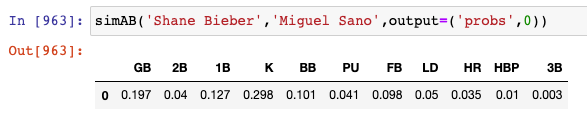 In [963]: simAB('Shane Bieber','Miguel Sano',output=('probs',0))
Out[963]:
GB 2B 1B K BB PU FB LD HR HBP 3B
0 0.197 0.04 0.127 0.298 0.101 0.041 0.098 0.05 0.035 0.01 0.003